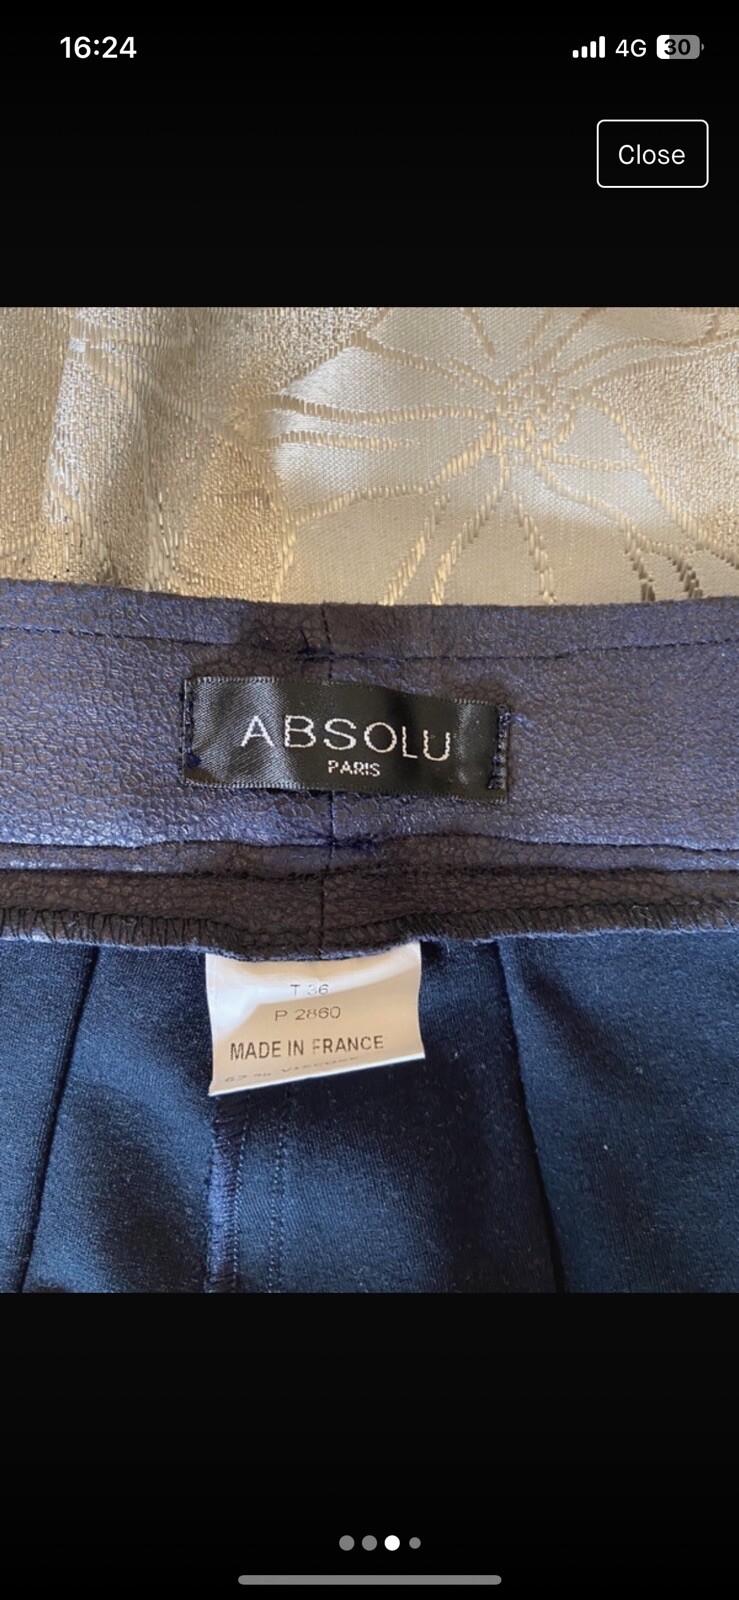 16:24
4G 30
Close
ABSOLU
PARIS
T 36
P 2860
MADE IN FRANCE